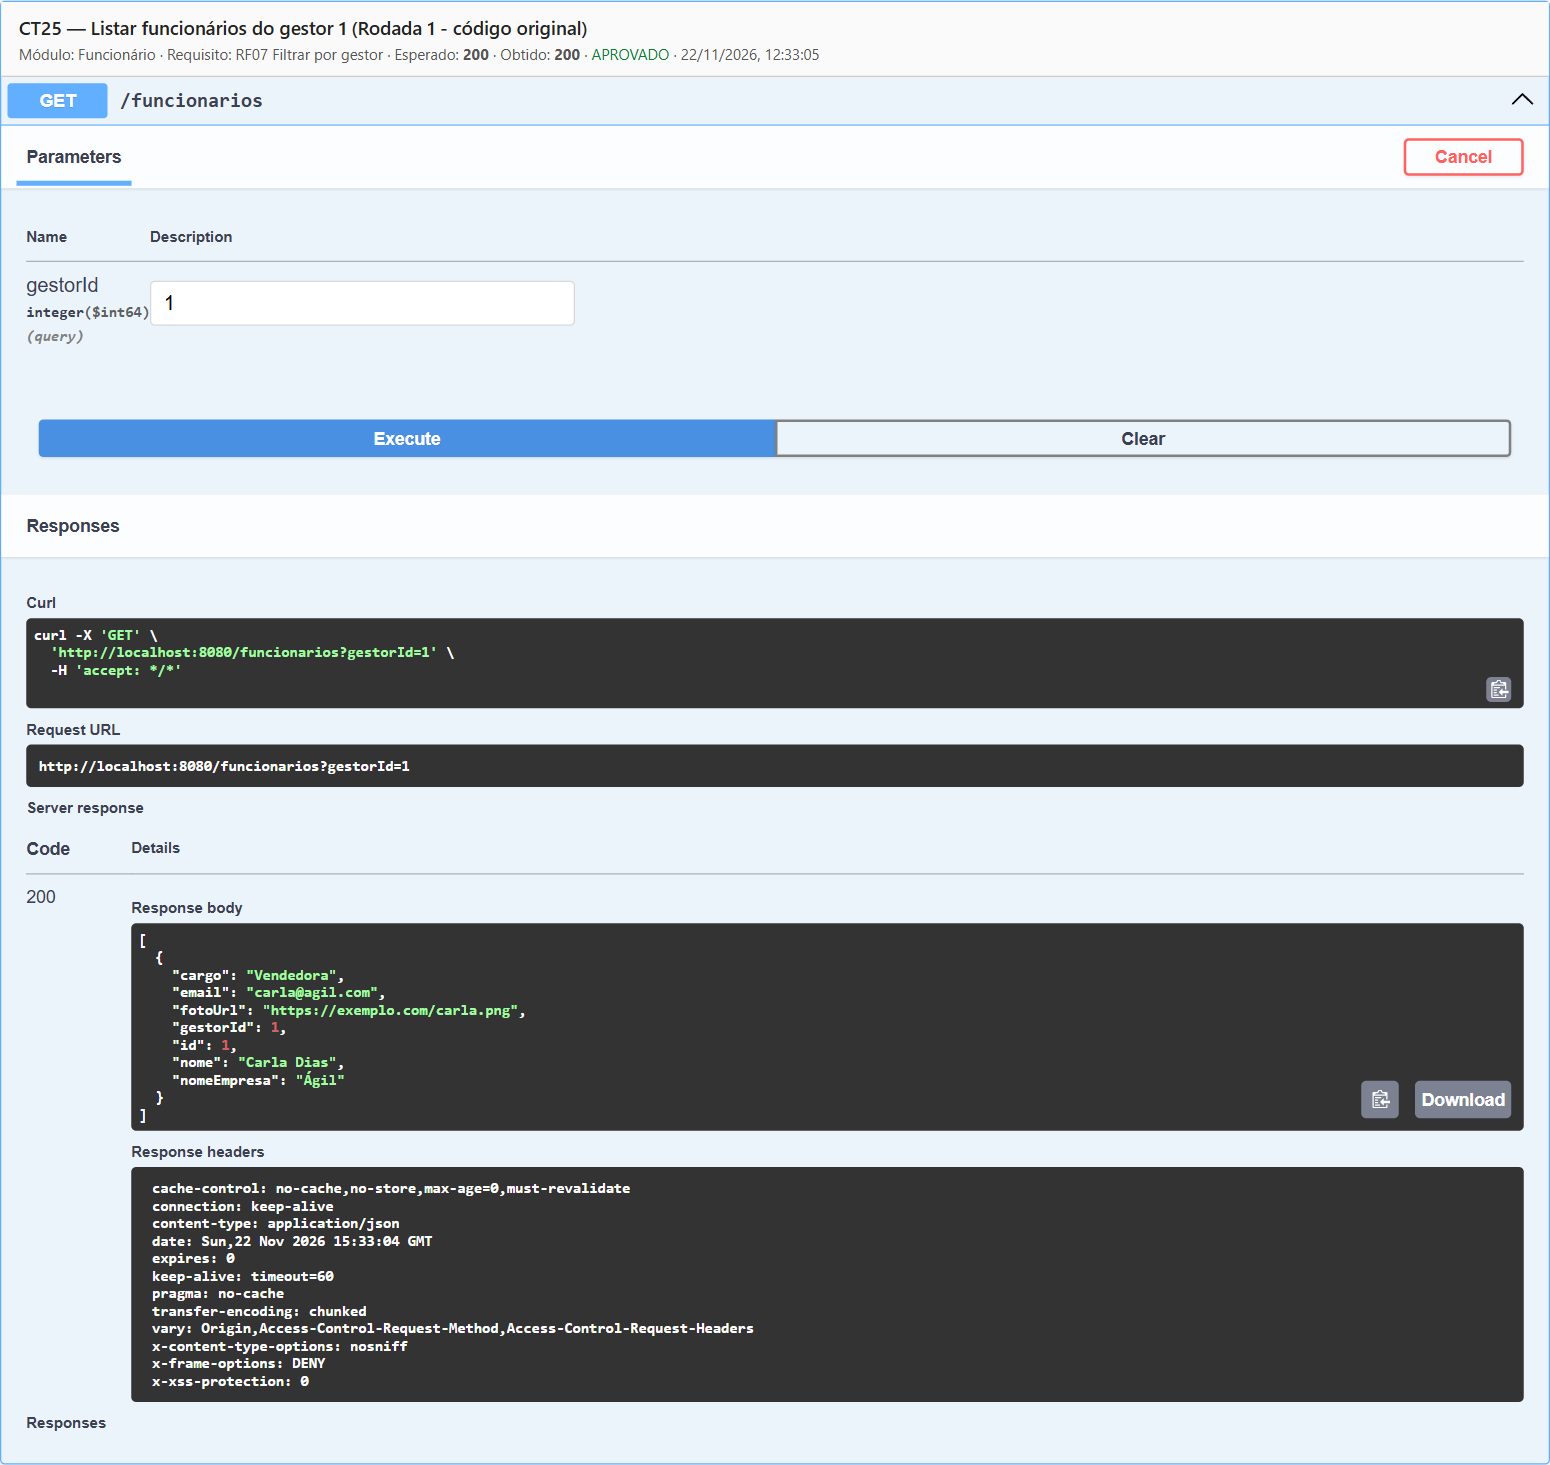 CT25 — Listar funcionários do gestor 1 (Rodada 1 - código original)
Módulo: Funcionário · Requisito: RF07 Filtrar por gestor · Esperado: 200 · Obtido: 200 · APROVADO · 22/11/2026, 12:33:05
GET /funcionarios
Parameters
Cancel
Name Description
gestorId
integer($int64)
(query)
1
Execute Clear
Responses
Curl
curl -X 'GET' \
'http://localhost:8080/funcionarios?gestorId=1' \
-H 'accept: */*'
Request URL
http://localhost:8080/funcionarios?gestorId=1
Server response
Code Details
200
Response body
[
{
"cargo": "Vendedora",
"email": "carla@agil.com",
"fotoUrl": "https://exemplo.com/carla.png",
"gestorId": 1,
"id": 1,
"nome": "Carla Dias",
"nomeEmpresa": "Ágil"
}
]
Download
Response headers
cache-control: no-cache,no-store,max-age=0,must-revalidate
connection: keep-alive
content-type: application/json
date: Sun,22 Nov 2026 15:33:04 GMT
expires: 0
keep-alive: timeout=60
pragma: no-cache
transfer-encoding: chunked
vary: Origin,Access-Control-Request-Method,Access-Control-Request-Headers
x-content-type-options: nosniff
x-frame-options: DENY
x-xss-protection: 0
Responses